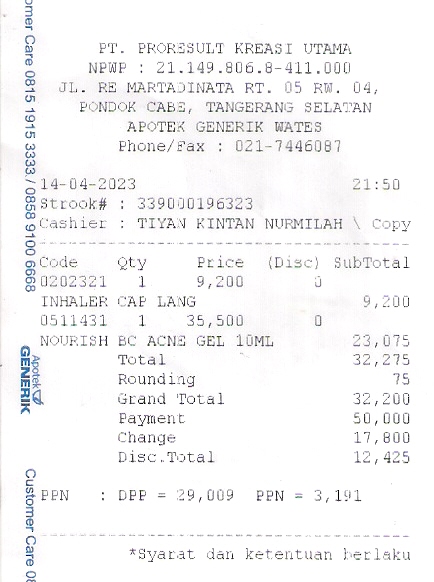 PT. PRORESULT KREASI UTAMA
NPWP : 21.149.806.8-411.000
JL. RE MARTADINATA RT. 05 RW. 04,
PONDOK CABE, TANGERANG SELATAN
APOTEK GENERIK WATES
Phone/Fax : 021-7446087
14-04-2023 21:50
Strook# : 339000196323
Cashier : TIYAN KINTAN NURMILAH \ Copy
Code Qty Price (Disc) SubTotal
0202321 1 9,200 0
INHALER CAP LANG 9,200
0511431 1 35,500 0
NOURISH BC ACNE GEL 10ML 23,075
Total 32,275
Rounding 75
Grand Total 32,200
Payment 50,000
Change 17,800
Disc.Total 12,425
PPN : DPP = 29,009 PPN = 3,191
*Syarat dan ketentuan berlaku
omer Care 0815 1915 3333 / 0858 9100 6668
Apotek
GENERIK
Customer Care 08